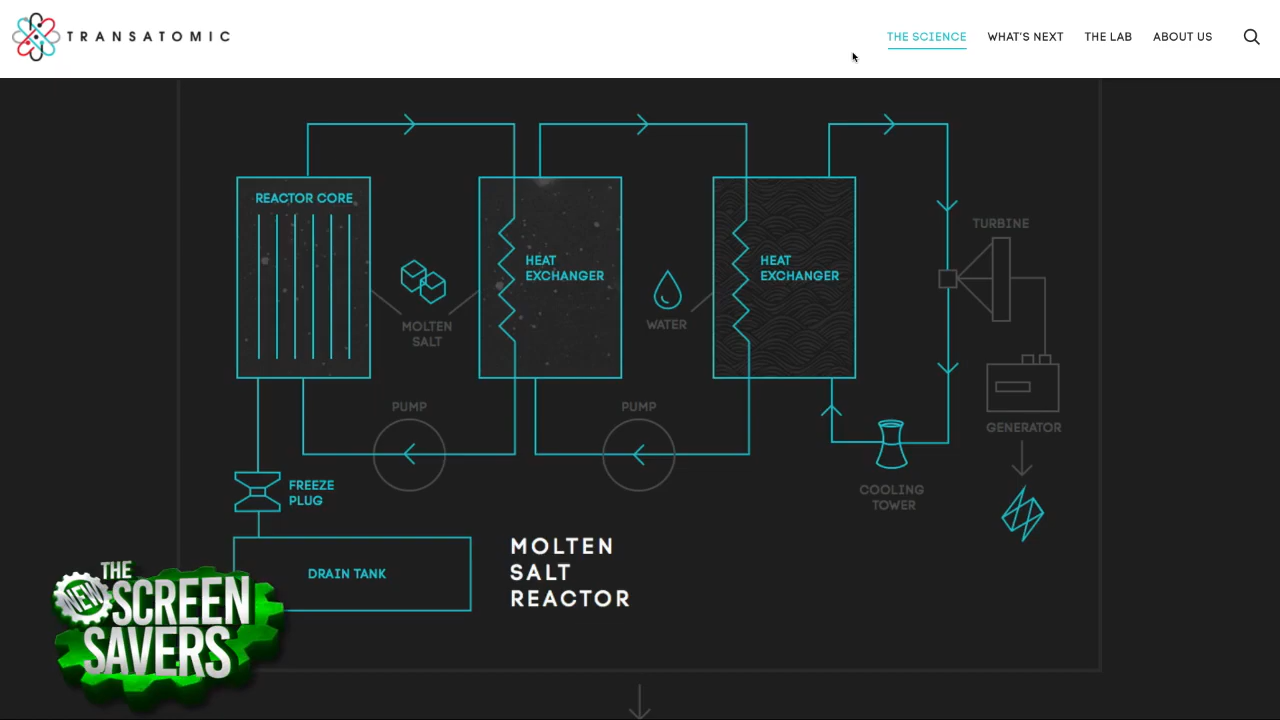 TRANSATOMIC
THE SCIENCE
WHAT'S NEXT
THE LAB
ABOUT US
REACTOR CORE
TURBINE
HEAT
EXCHANGER
HEAT
EXCHANGER
MOLTEN
SALT
WATER
PUMP
PUMP
GENERATOR
FREEZE
PLUG
COOLING
TOWER
DRAIN TANK
MOLTEN
SALT
REACTOR
THE
NEW
SCREEN
SAVERS